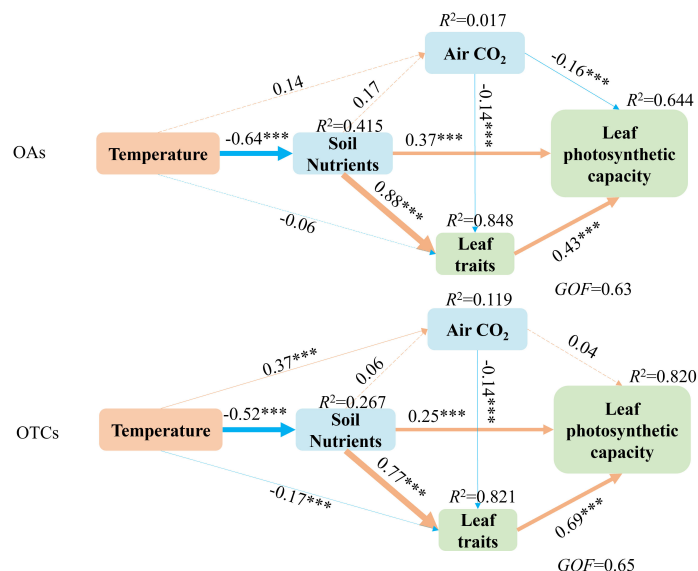 R²=0.017
Air CO₂
0.14
0.17
-0.16***
-0.14***
R²=0.644
OAs
Temperature
-0.64***
R²=0.415
Soil
Nutrients
0.37***
Leaf
photosynthetic
capacity
-0.06
0.88***
R²=0.848
Leaf
traits
0.43***
GOF=0.63
R²=0.119
Air CO₂
0.37***
0.06
0.04
-0.14***
R²=0.820
OTCs
Temperature
-0.52***
R²=0.267
Soil
Nutrients
0.25***
Leaf
photosynthetic
capacity
-0.17***
0.77***
R²=0.821
Leaf
traits
0.69***
GOF=0.65